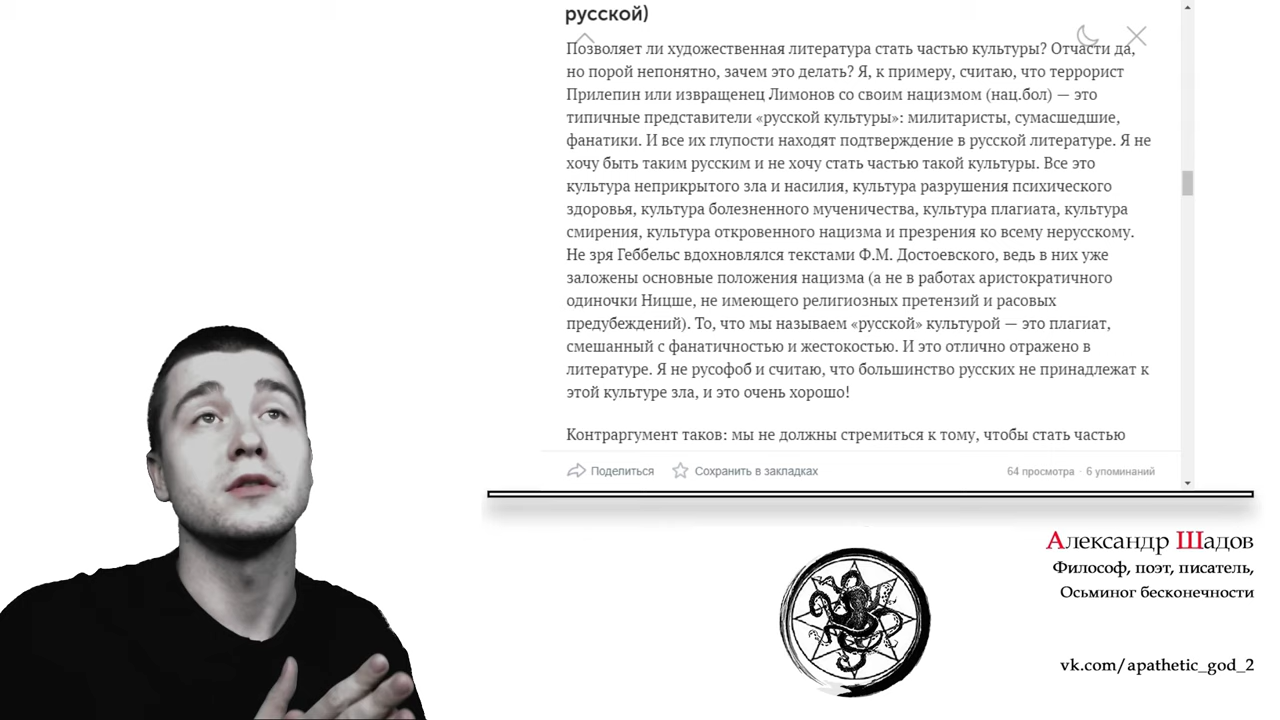 русской)
Позволяет ли художественная литература стать частью культуры? Отчасти да,
но порой непонятно, зачем это делать? Я, к примеру, считаю, что террорист
Прилепин или извращенец Лимонов со своим нацизмом (нац.бол) — это
типичные представители «русской культуры»: милитаристы, сумасшедшие,
фанатики. И все их глупости находят подтверждение в русской литературе. Я не
хочу быть таким русским и не хочу стать частью такой культуры. Все это
культура неприкрытого зла и насилия, культура разрушения психического
здоровья, культура болезненного мученичества, культура плагиата, культура
смирения, культура откровенного нацизма и презрения ко всему нерусскому.
Не зря Геббельс вдохновлялся текстами Ф.М. Достоевского, ведь в них уже
заложены основные положения нацизма (а не в работах аристократичного
одиночки Ницше, не имеющего религиозных претензий и расовых
предубеждений). То, что мы называем «русской» культурой — это плагиат,
смешанный с фанатичностью и жестокостью. И это отлично отражено в
литературе. Я не русофоб и считаю, что большинство русских не принадлежат к
этой культуре зла, и это очень хорошо!
Контраргумент таков: мы не должны стремиться к тому, чтобы стать частью
Поделиться Сохранить в закладках 64 просмотра · 6 упоминаний
Александр Шадов
Философ, поэт, писатель,
Осьминог бесконечности
vk.com/apathetic_god_2